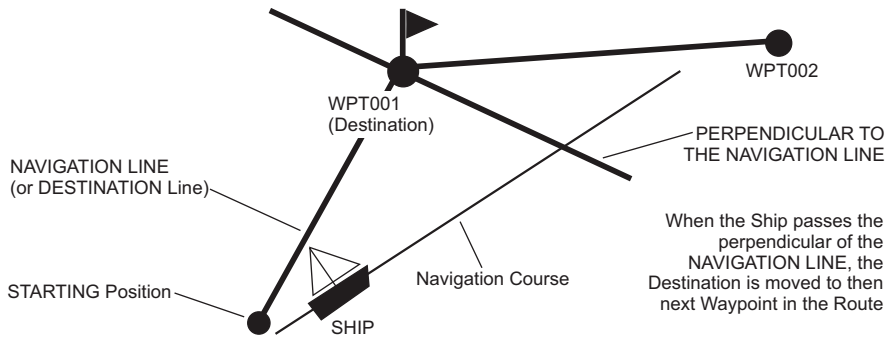 WPT002
WPT001
(Destination)
PERPENDICULAR TO
THE NAVIGATION LINE
NAVIGATION LINE
(or DESTINATION Line)
When the Ship passes the
perpendicular of the
NAVIGATION LINE, the
Destination is moved to then
next Waypoint in the Route
Navigation Course
STARTING Position
SHIP